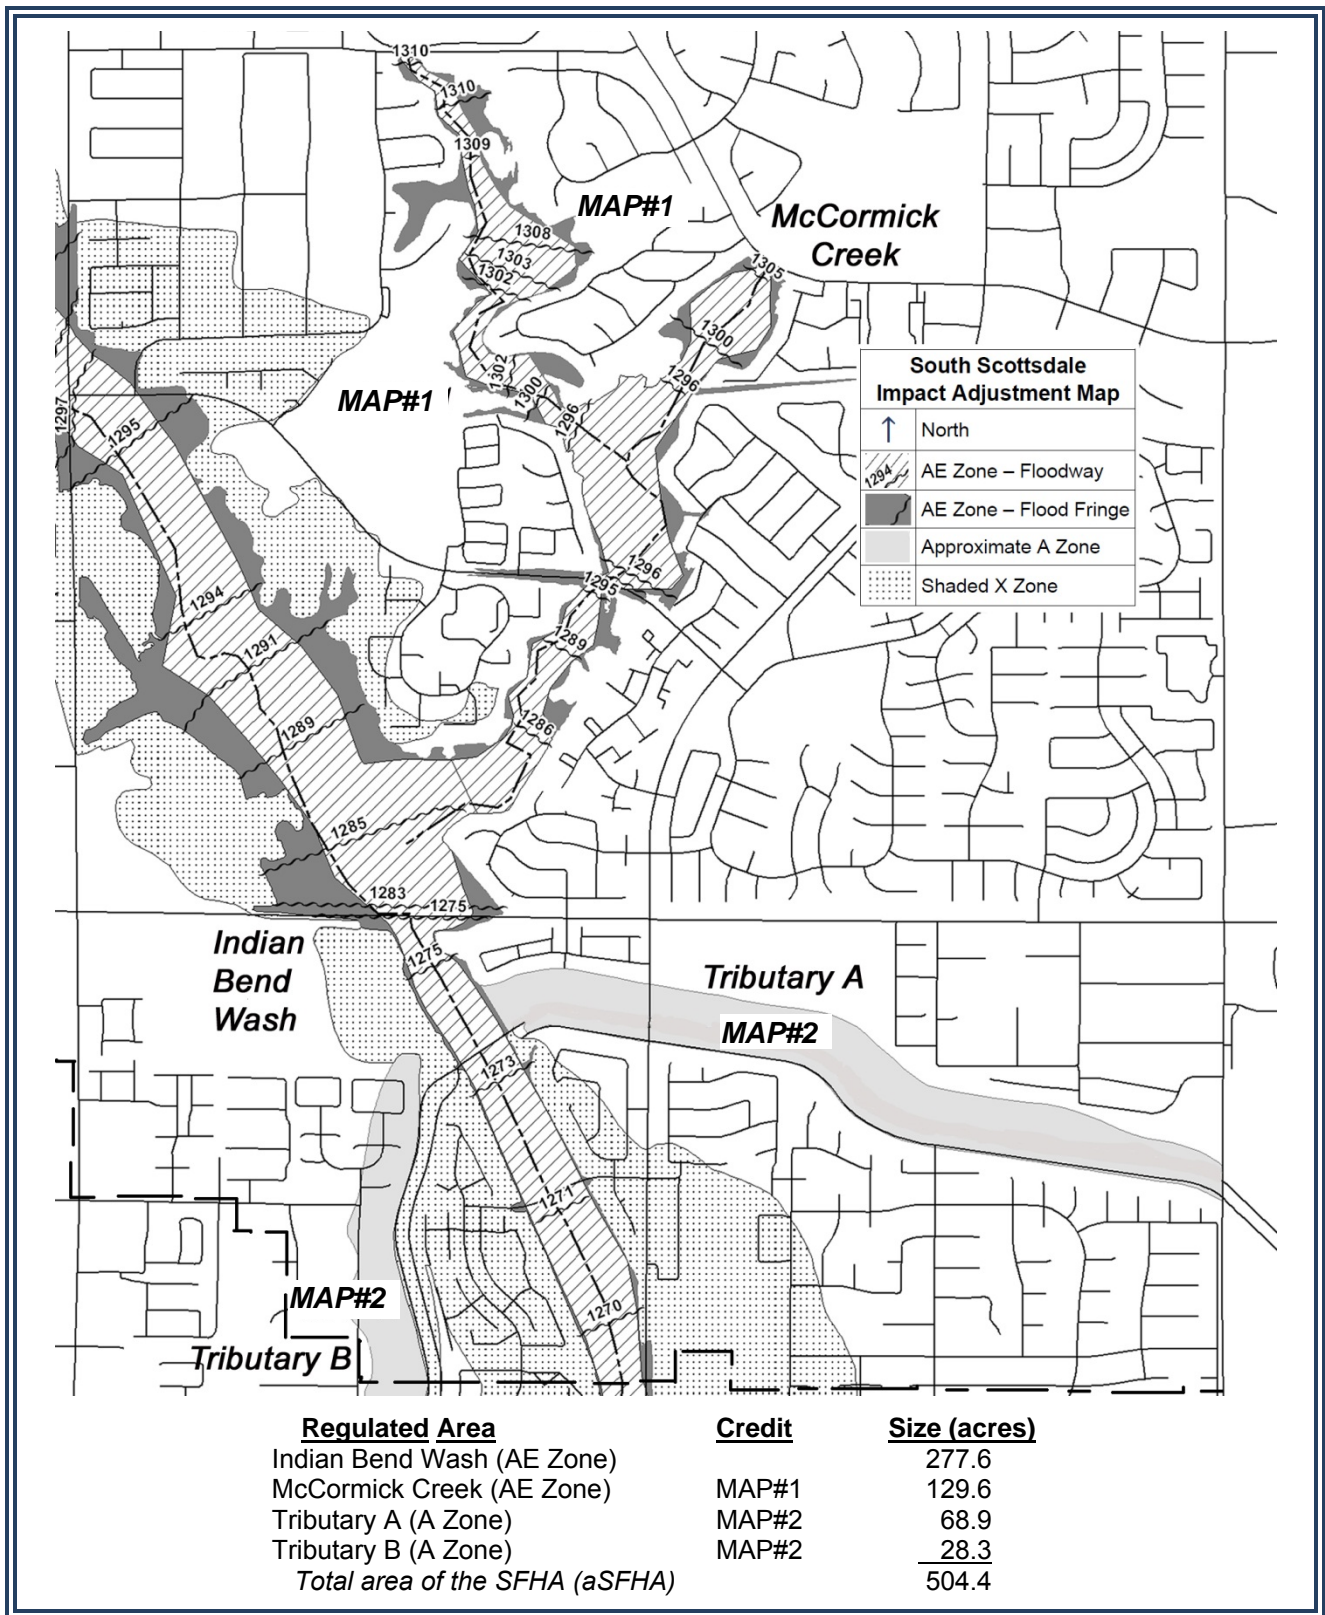 1310
1310
1309
MAP#1
McCormick
Creek
1308
1303
1302
1305
1300
1302
1300
1296
1296
MAP#1
1297
1295
South Scottsdale
Impact Adjustment Map
North
1294 AE Zone – Floodway
AE Zone – Flood Fringe
Approximate A Zone
Shaded X Zone
1296
1295
1294
1289
1291
1286
1289
1285
1283
1275
Indian
Bend
Wash
1275
Tributary A
MAP#2
1273
1271
MAP#2
1270
Tributary B
Regulated Area Credit Size (acres)
Indian Bend Wash (AE Zone) 277.6
McCormick Creek (AE Zone) MAP#1 129.6
Tributary A (A Zone) MAP#2 68.9
Tributary B (A Zone) MAP#2 28.3
Total area of the SFHA (aSFHA) 504.4